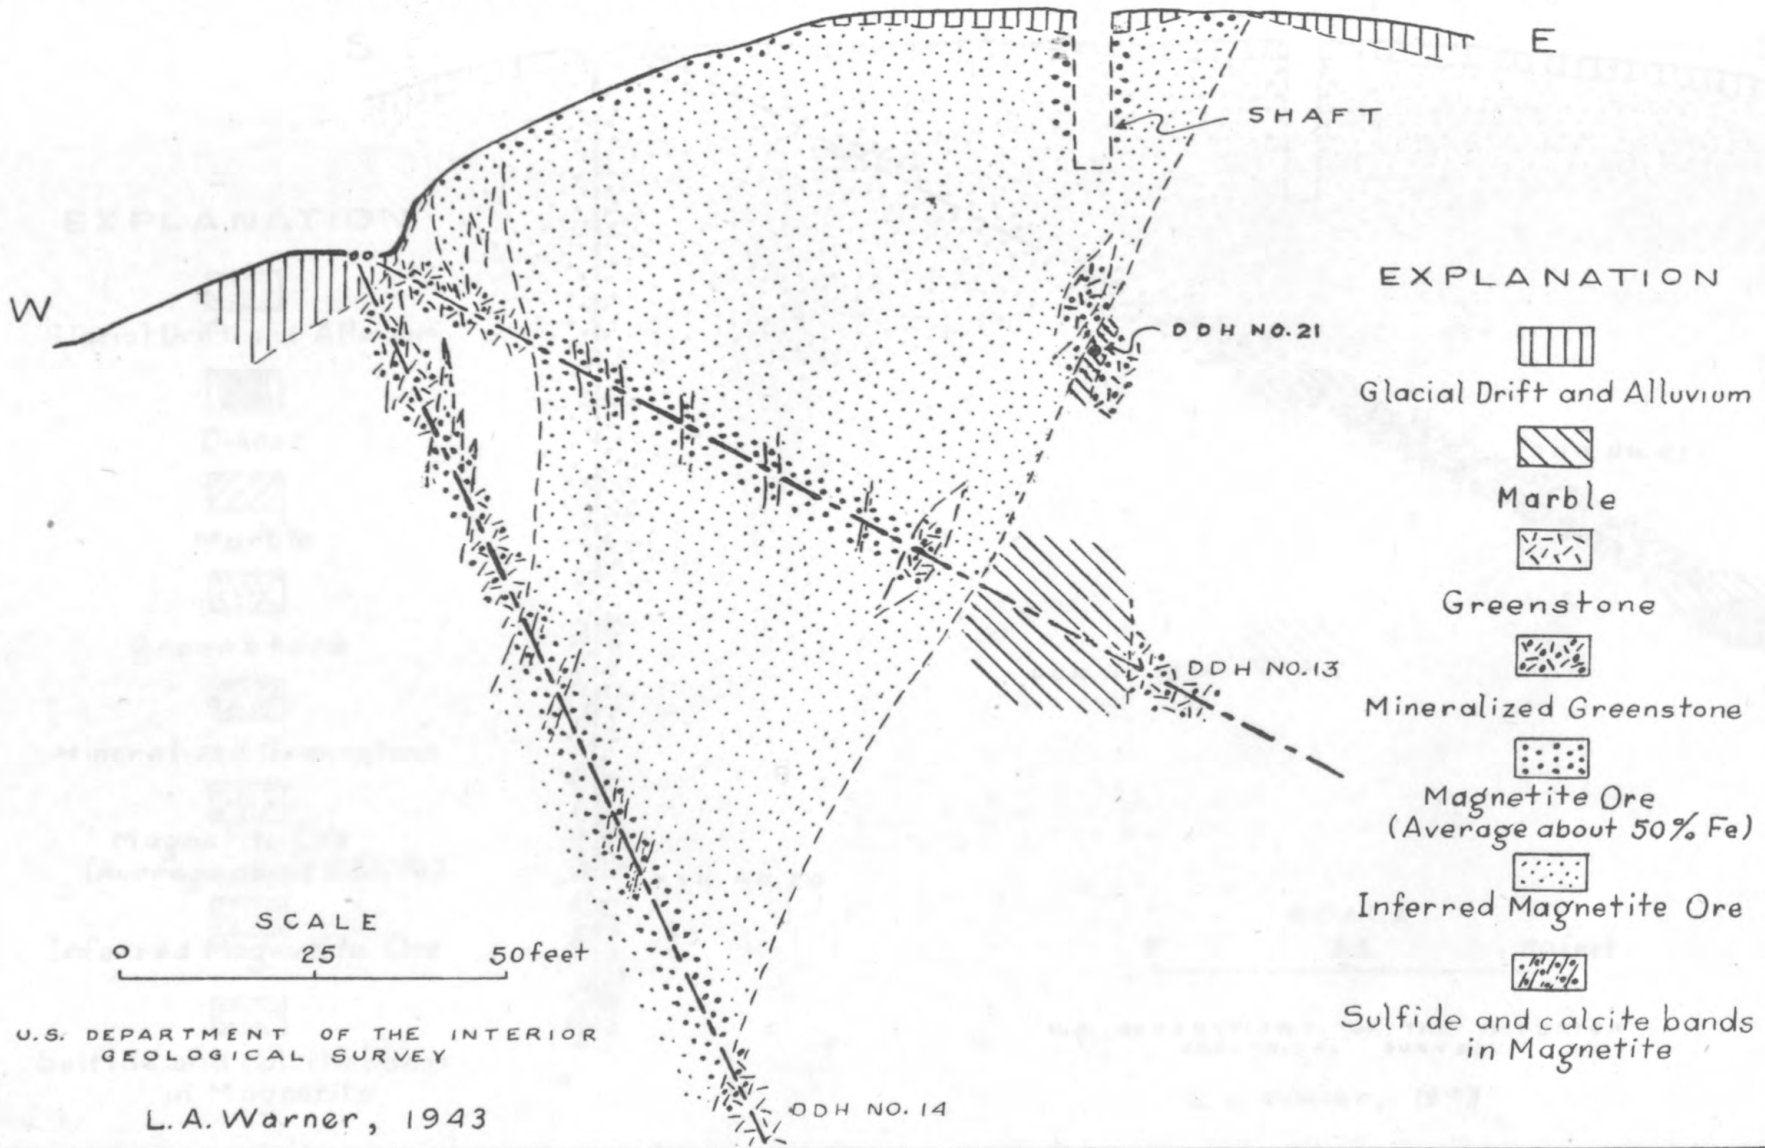 E
SHAFT
W
DDH NO. 21
DDH NO. 13
DDH NO. 14
EXPLANATION
Glacial Drift and Alluvium
Marble
Greenstone
Mineralized Greenstone
Magnetite Ore
(Average about 50% Fe)
Inferred Magnetite Ore
Sulfide and calcite bands
in Magnetite
SCALE
0 25 50 feet
U.S. DEPARTMENT OF THE INTERIOR
GEOLOGICAL SURVEY
L.A. Warner, 1943